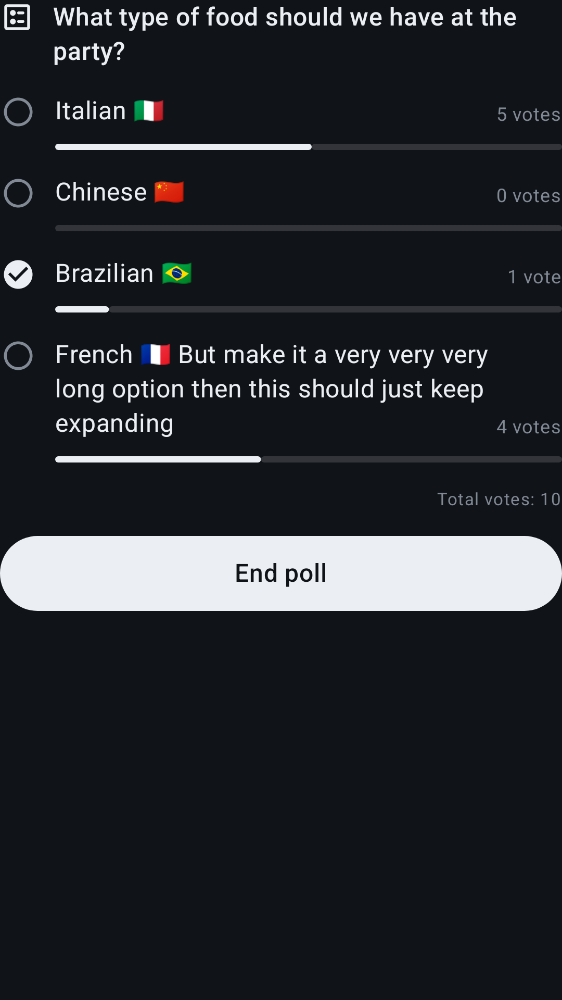 What type of food should we have at the
party?
Italian 🇮🇹
5 votes
Chinese 🇨🇳
0 votes
Brazilian 🇧🇷
1 vote
French 🇫🇷 But make it a very very very
long option then this should just keep
expanding
4 votes
Total votes: 10
End poll